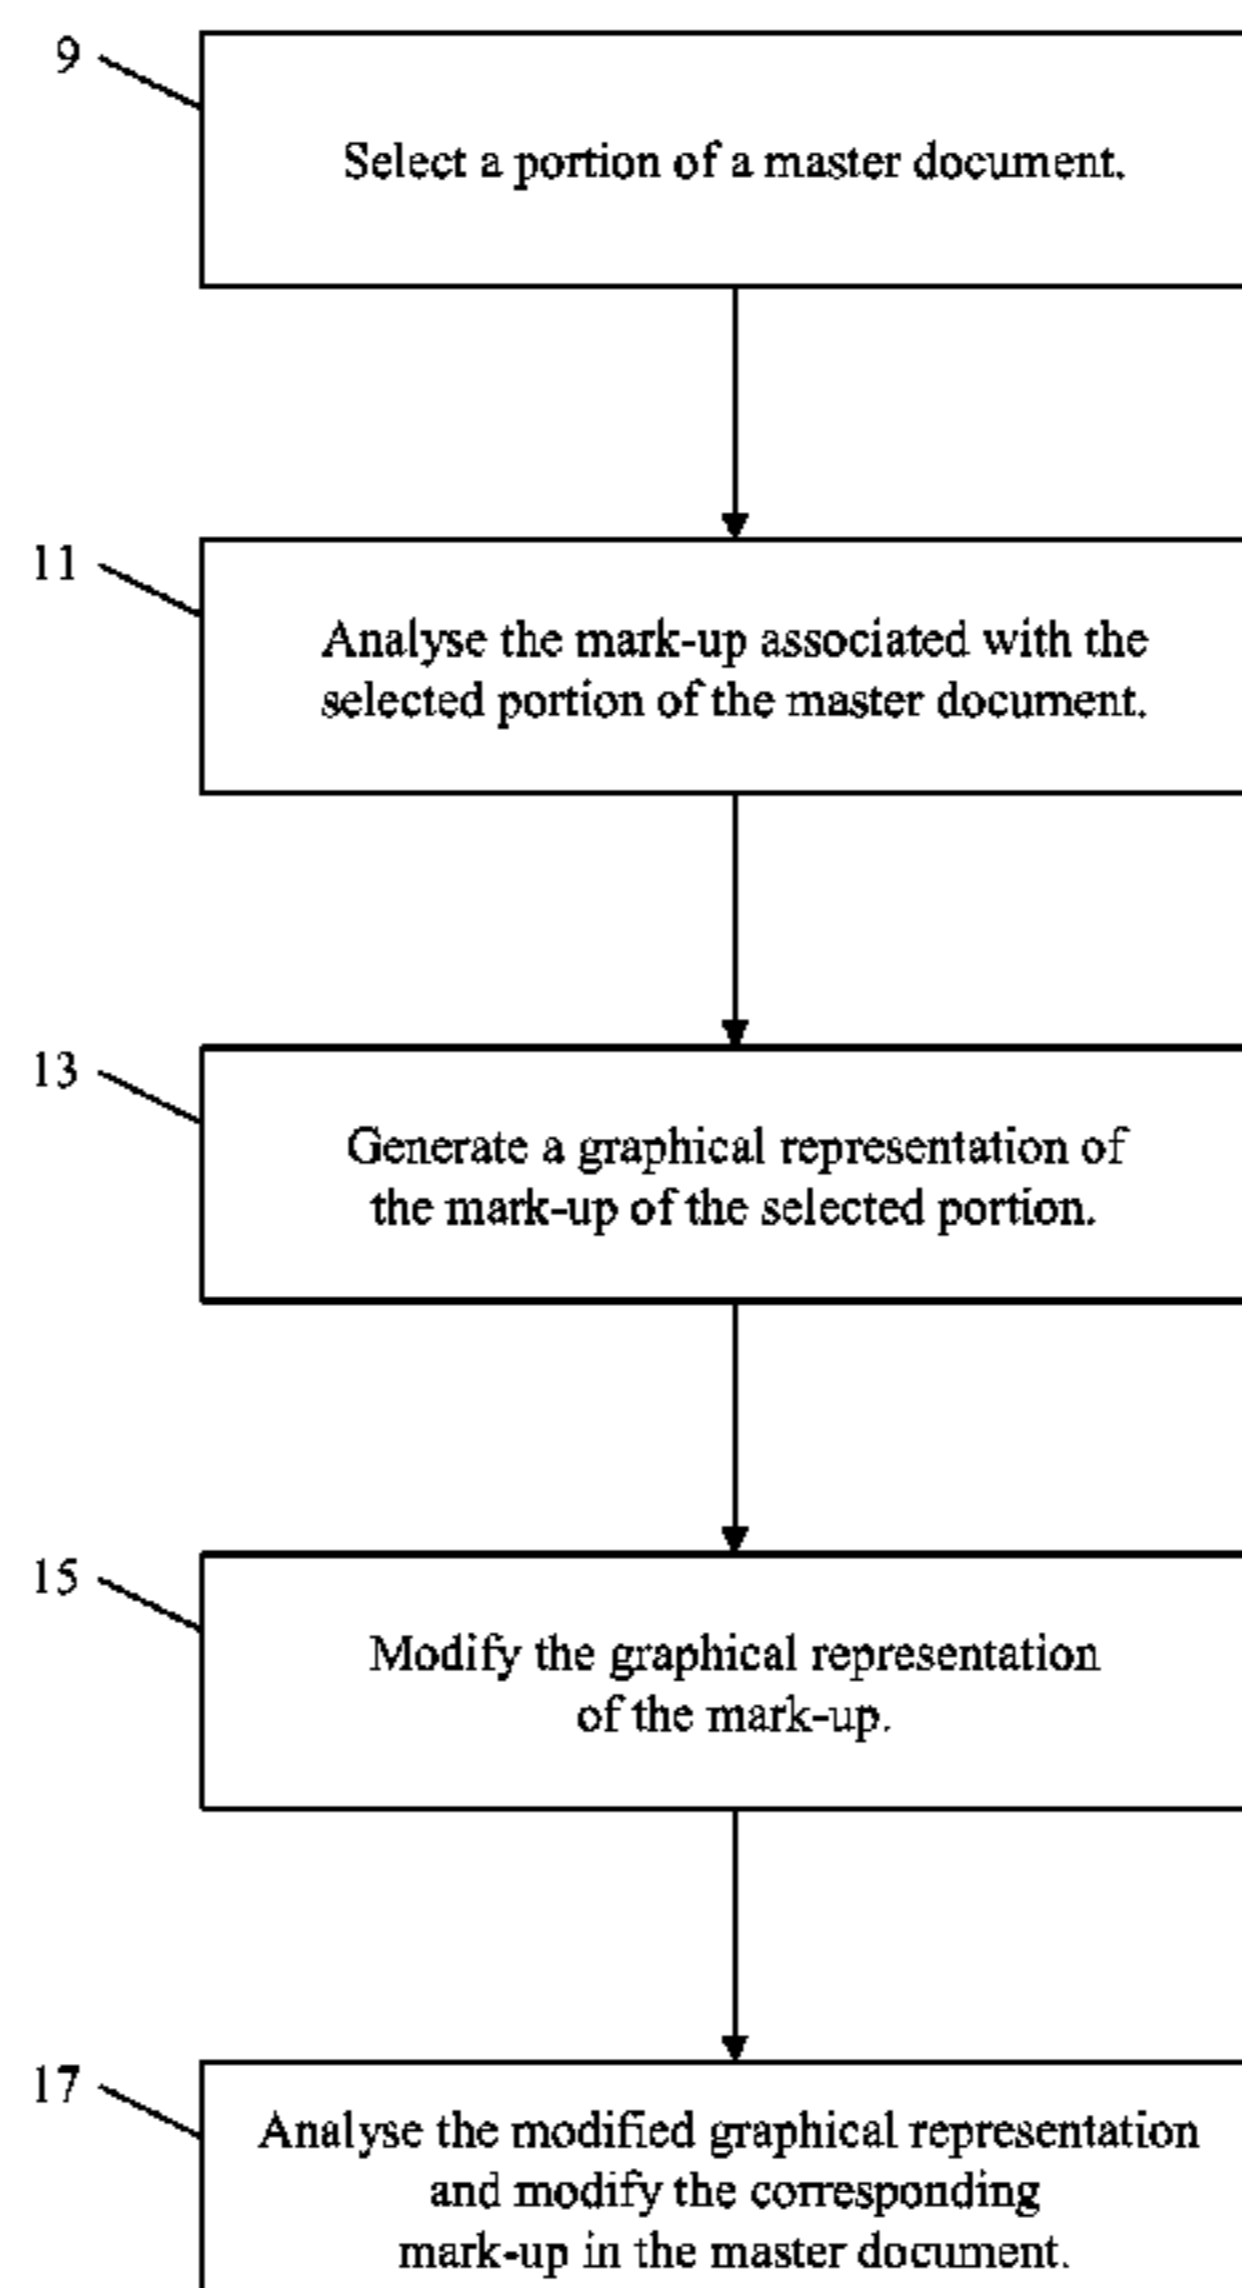 9
Select a portion of a master document.
11
Analyse the mark-up associated with the
selected portion of the master document.
13
Generate a graphical representation of
the mark-up of the selected portion.
15
Modify the graphical representation
of the mark-up.
17
Analyse the modified graphical representation
and modify the corresponding
mark-up in the master document.